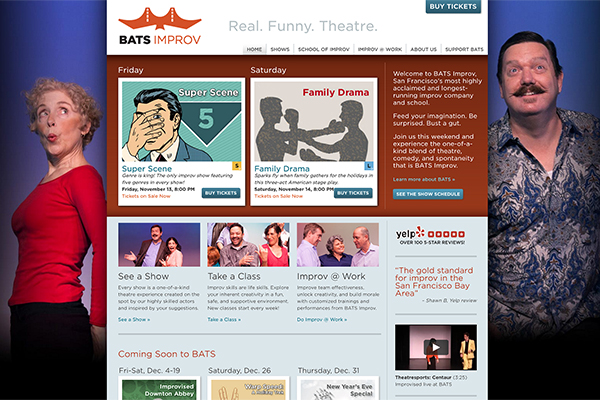 BUY TICKETS
BATS IMPROV
Real. Funny. Theatre.
HOME
SHOWS
SCHOOL OF IMPROV
IMPROV @ WORK
ABOUT US
SUPPORT BATS
Friday
Super Scene
5
Super Scene
S
Genre is king! The only improv show featuring
five genres in every show!
Friday, November 13, 8:00 PM
Tickets on Sale Now
BUY TICKETS
Saturday
Family Drama
Family Drama
L
Sparks fly when family gathers for the holidays in
this three-act American stage play.
Saturday, November 14, 8:00 PM
Tickets on Sale Now
BUY TICKETS
Welcome to BATS Improv,
San Francisco's most highly
acclaimed and longest-
running improv company
and school.
Feed your imagination. Be
surprised. Bust a gut.
Join us this weekend and
experience the one-of-a-
kind blend of theatre,
comedy, and spontaneity
that is BATS Improv.
Learn more about BATS »
SEE THE SHOW SCHEDULE
See a Show
Every show is a one-of-a-kind
theatre experience created on the
spot by our highly skilled actors
and inspired by your suggestions.
See a Show »
Take a Class
Improv skills are life skills. Explore
your inherent creativity in a fun,
safe, and supportive environment.
New classes start every week!
Take a Class »
Improv @ Work
Improve team effectiveness,
unlock creativity, and build morale
with customized trainings and
performances from BATS Improv.
Do Improv @ Work »
yelp
OVER 100 5-STAR REVIEWS!
"The gold standard
for improv in the
San Francisco Bay
Area"
- Shawn B, Yelp review
Theatresports: Centaur (3:25)
Improvised live at BATS
Coming Soon to BATS
Fri-Sat, Dec. 4-19
Improvised
Downton Abbey
Saturday, Dec. 26
Warp Speed:
A Holiday Trek
Thursday, Dec. 31
New Year's Eve
Special